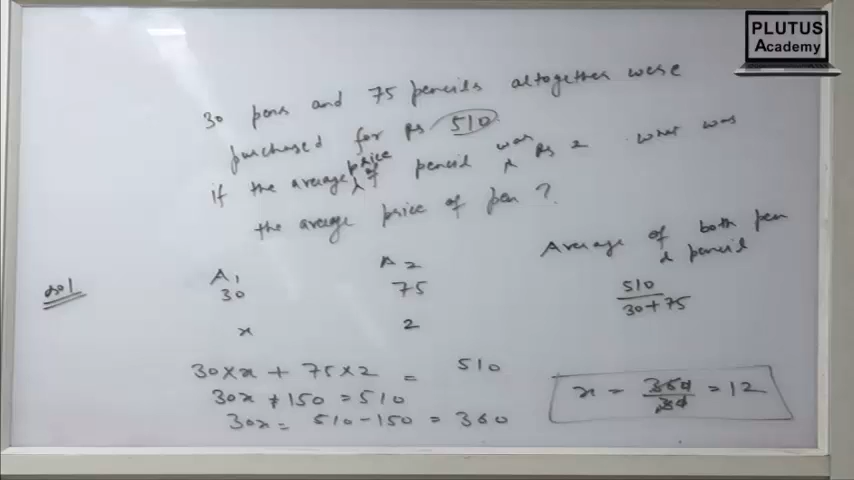 PLUTUS
Academy
30 pens and 75 pencils altogether were
purchased for Rs 510
if the average price of pencil was Rs 2 what was
the average price of pen ?
sol
A1 A2
30 75
x 2
Average of both pen
& pencil
510
30+75
30×x + 75×2 = 510
30x + 150 = 510
30x = 510 - 150 = 360
x = 360/30 = 12